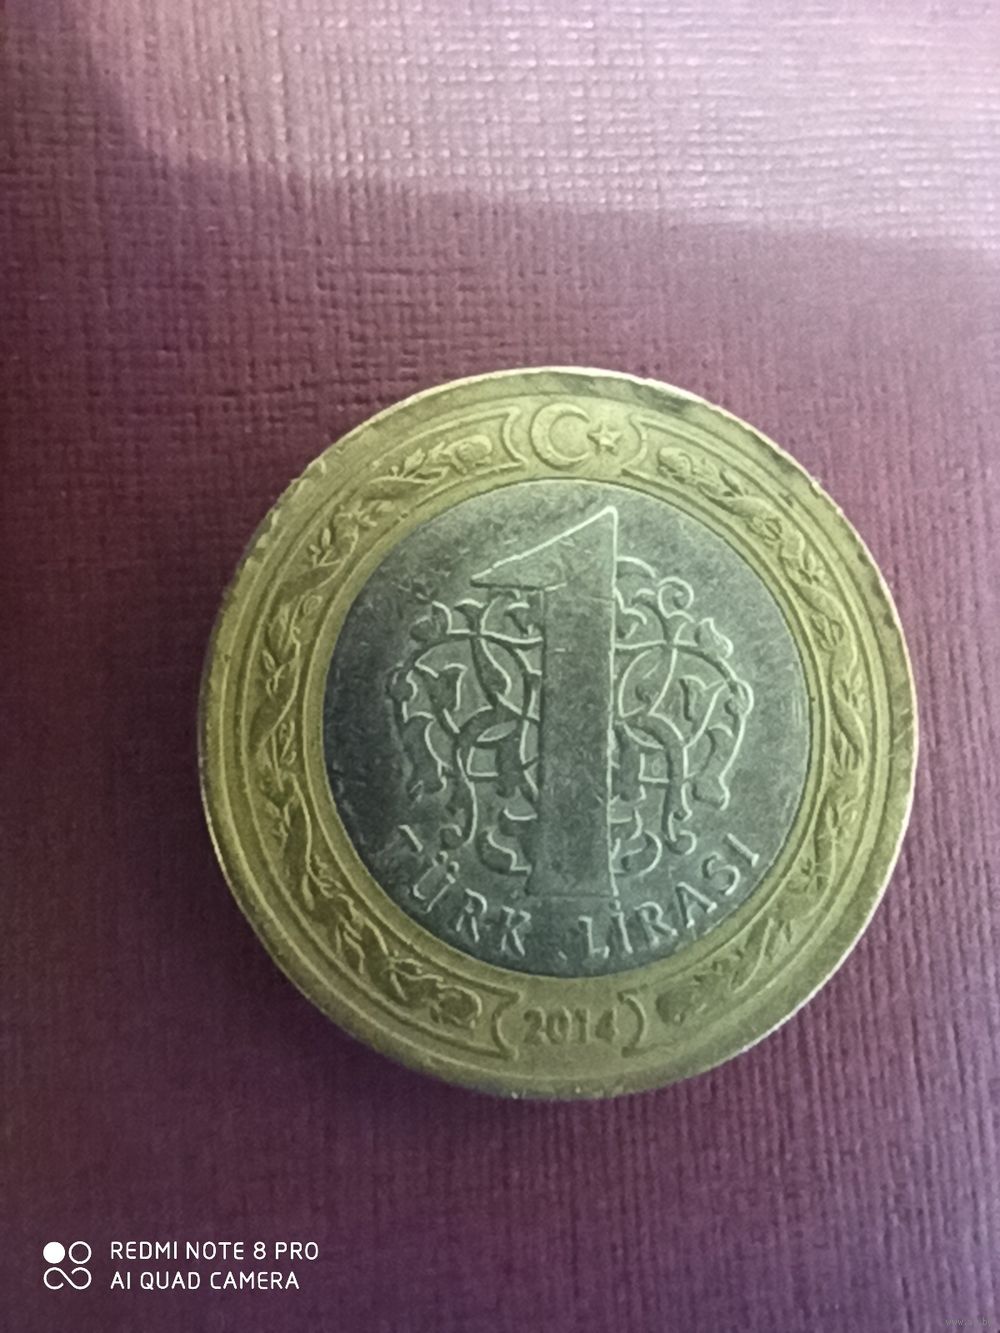 1
TÜRK LİRASI
2014
REDMI NOTE 8 PRO
AI QUAD CAMERA